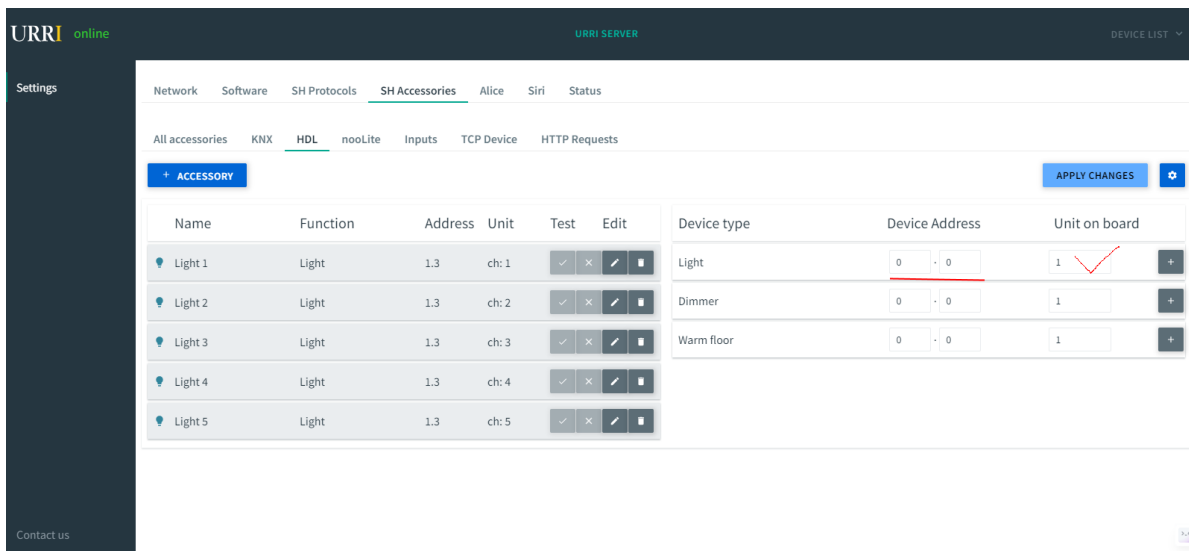 URRI online URRI SERVER DEVICE LIST
Settings
Network Software SH Protocols SH Accessories Alice Siri Status
All accessories KNX HDL nooLite Inputs TCP Device HTTP Requests
+ ACCESSORY APPLY CHANGES
Name Function Address Unit Test Edit Device type Device Address Unit on board
Light 1 Light 1.3 ch: 1 Light 0 . 0 1 +
Light 2 Light 1.3 ch: 2 Dimmer 0 . 0 1 +
Light 3 Light 1.3 ch: 3 Warm floor 0 . 0 1 +
Light 4 Light 1.3 ch: 4
Light 5 Light 1.3 ch: 5
Contact us